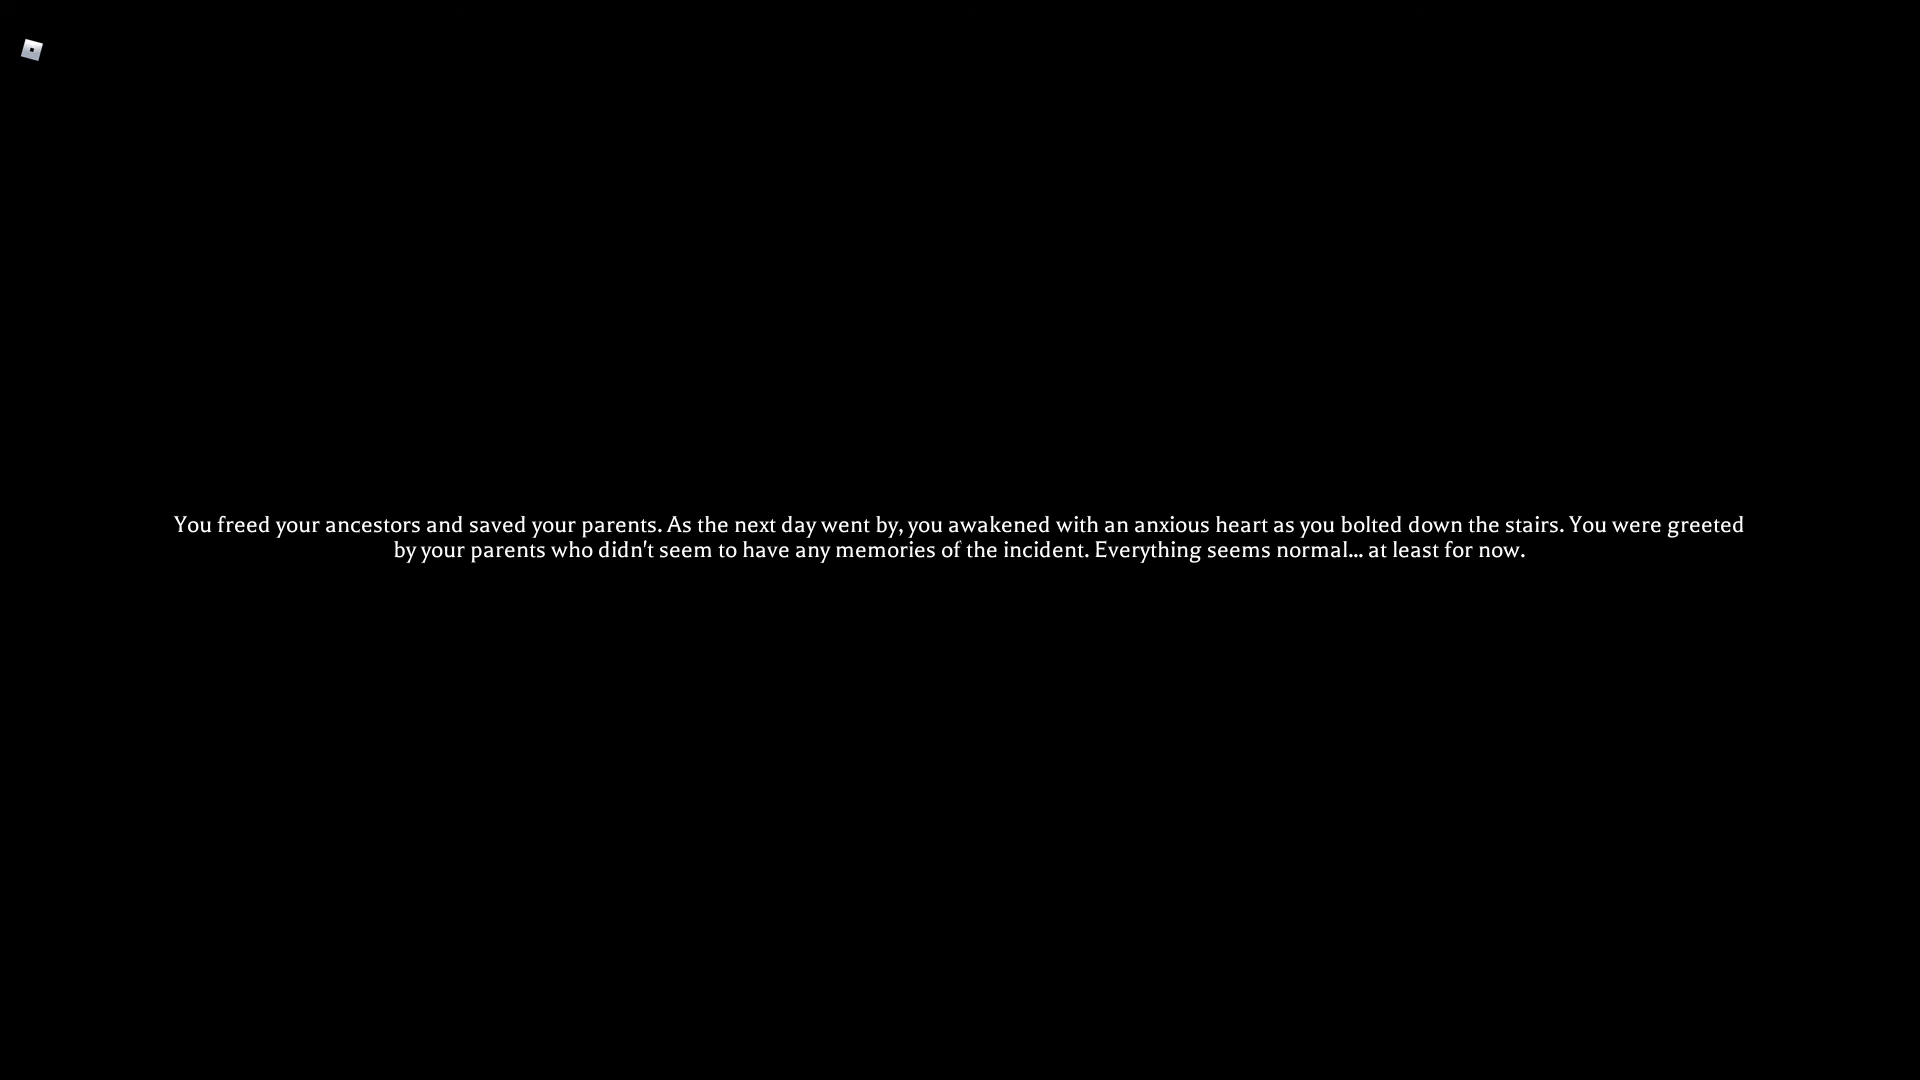 You freed your ancestors and saved your parents. As the next day went by, you awakened with an anxious heart as you bolted down the stairs. You were greeted
by your parents who didn't seem to have any memories of the incident. Everything seems normal... at least for now.